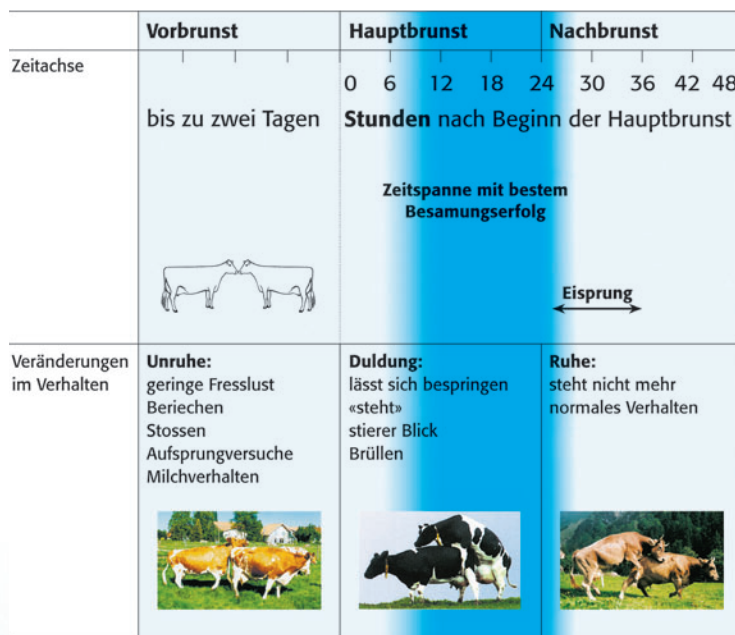 Vorbrunst
Hauptbrunst
Nachbrunst
Zeitachse
0 6 12 18 24 30 36 42 48
bis zu zwei Tagen
Stunden nach Beginn der Hauptbrunst
Zeitspanne mit bestem
Besamungserfolg
Eisprung
Veränderungen
im Verhalten
Unruhe:
geringe Fresslust
Beriechen
Stossen
Aufsprungversuche
Milchverhalten
Duldung:
lässt sich bespringen
«steht»
stierer Blick
Brüllen
Ruhe:
steht nicht mehr
normales Verhalten